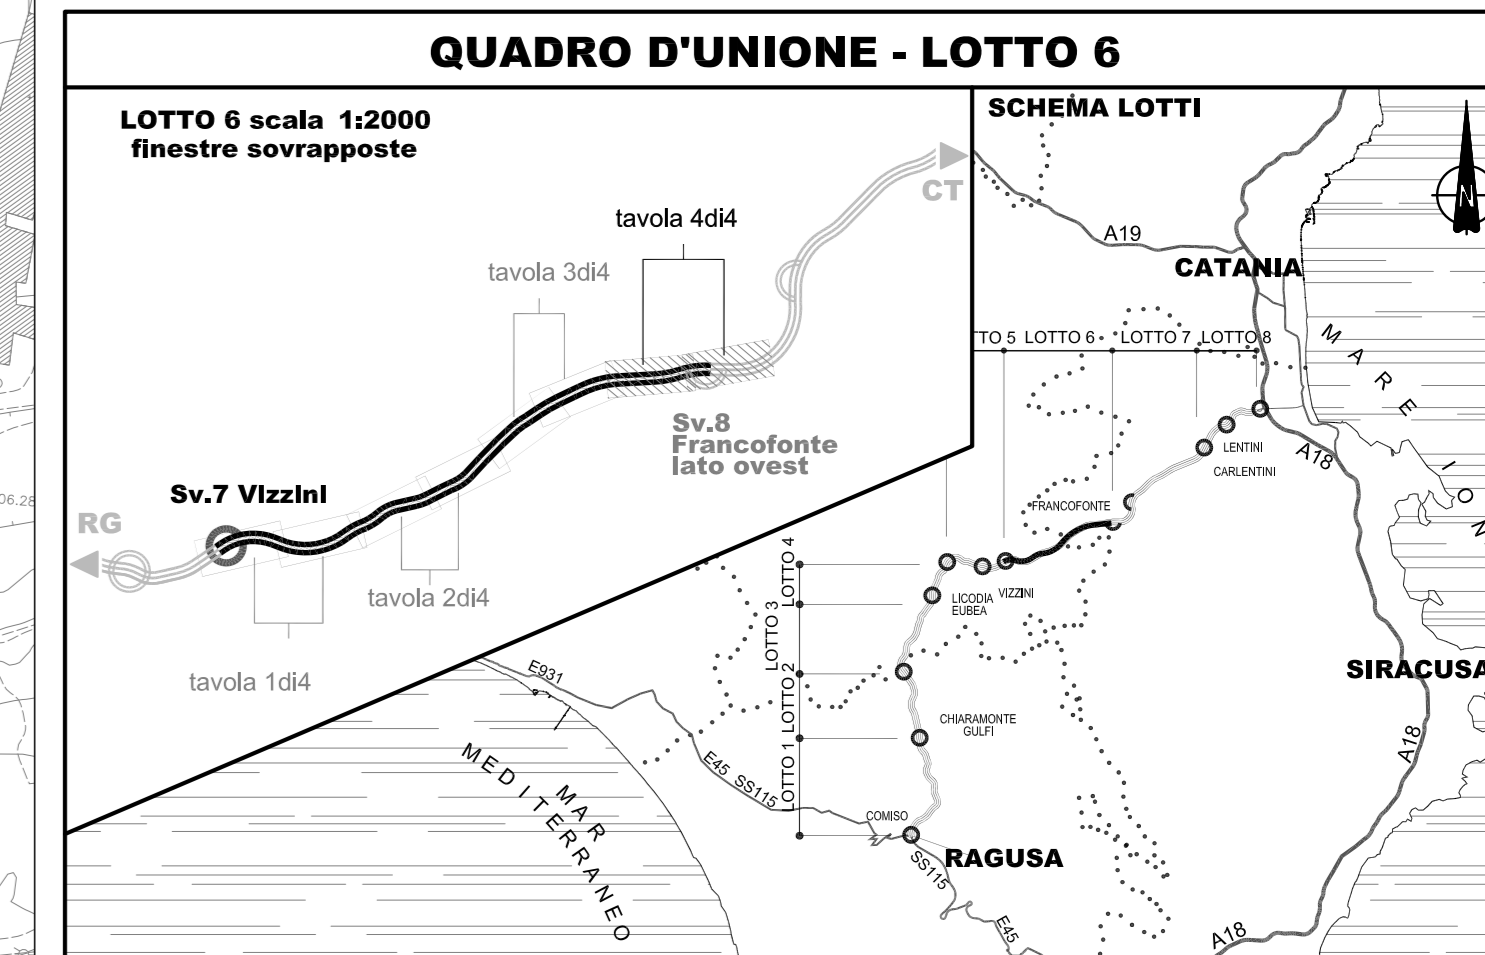 QUADRO D'UNIONE - LOTTO 6
LOTTO 6 scala 1:2000
finestre sovrapposte
SCHEMA LOTTI
CT
tavola 4di4
tavola 3di4
Sv.8
Francofonte
lato ovest
Sv.7 Vizzini
RG
tavola 2di4
tavola 1di4
06.28
N
A19
CATANIA
TTO 5
LOTTO 6
LOTTO 7
LOTTO 8
MARE
ION
LENTINI
CARLENTINI
A18
FRANCOFONTE
VIZZINI
LICODIA
EUBEA
LOTTO 4
LOTTO 3
LOTTO 2
LOTTO 1
SIRACUSA
CHIARAMONTE
GULFI
E931
E45 SS115
COMISO
RAGUSA
SS115
E45
A18
A18
MAR
MEDITERRANEO